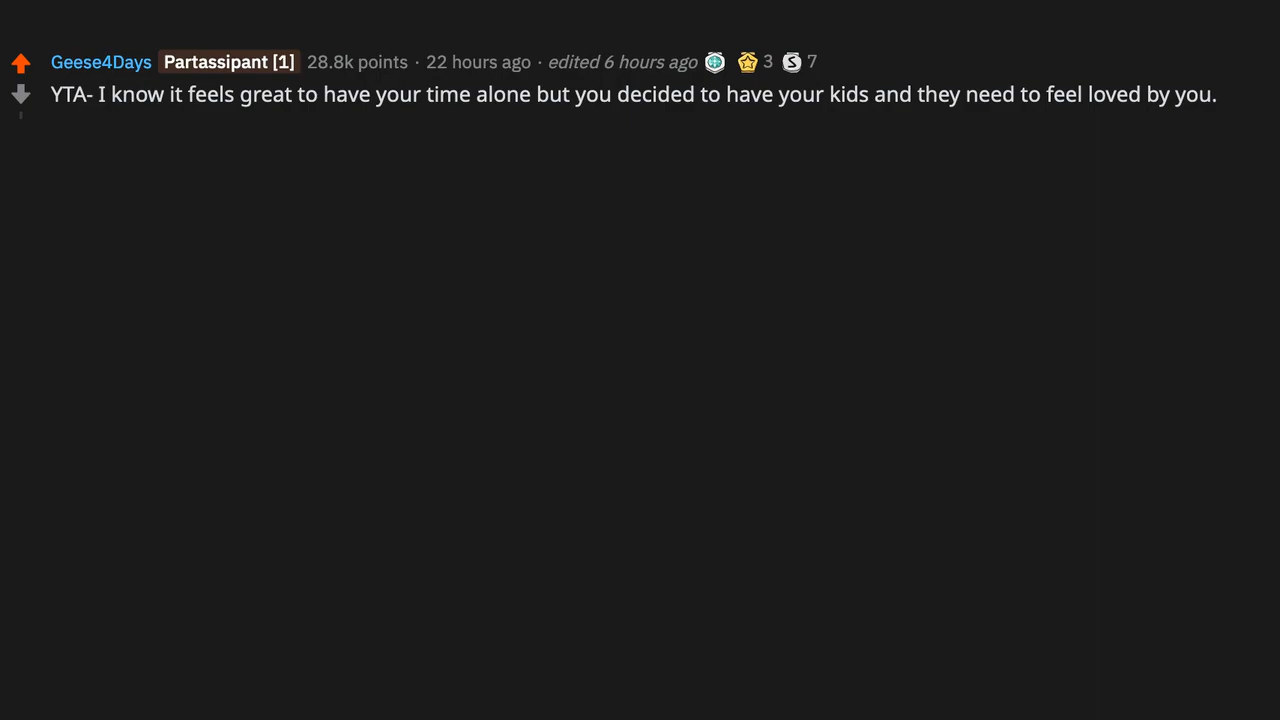 Geese4Days Partassipant [1] 28.8k points · 22 hours ago · edited 6 hours ago 3 S 7
YTA- I know it feels great to have your time alone but you decided to have your kids and they need to feel loved by you.